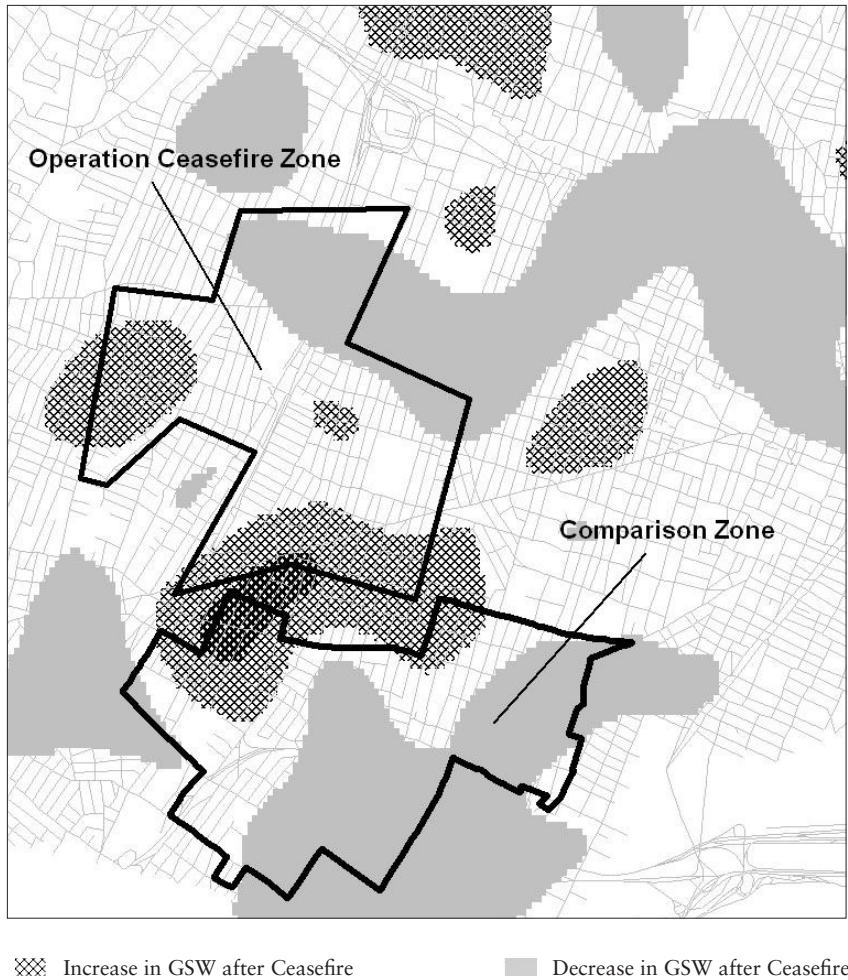 Operation Ceasefire Zone
Comparison Zone
Increase in GSW after Ceasefire
Decrease in GSW after Ceasefire